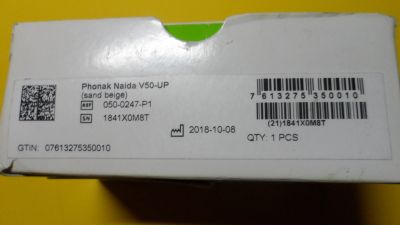 Phonak Naida V50-UP
(sand beige)
REF 050-0247-P1
SN 1841X0M8T
2018-10-08
GTIN: 07613275350010
7 613275 350010
(21)1841X0M8T
QTY: 1 PCS